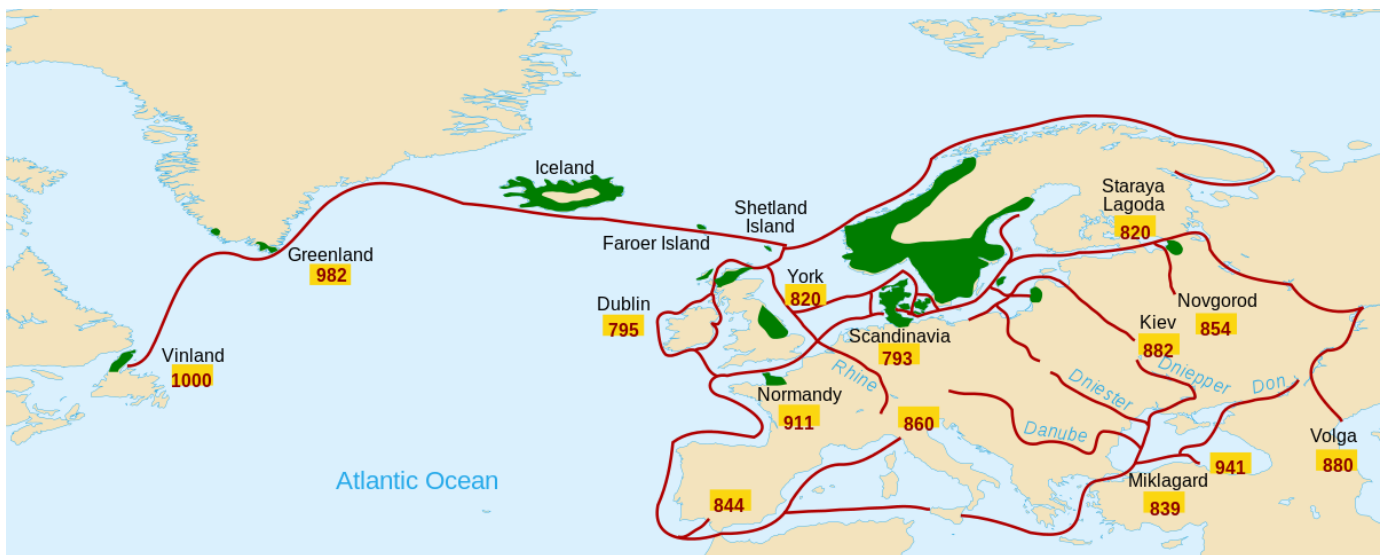 Iceland
Staraya
Lagoda
820
Shetland
Island
Faroer Island
Greenland
982
York
820
Dublin
795
Novgorod
854
Kiev
882
Scandinavia
793
Vinland
1000
Rhine
Dniester
Dniepper
Don
Normandy
911
860
Danube
Volga
880
941
Atlantic Ocean
Miklagard
839
844